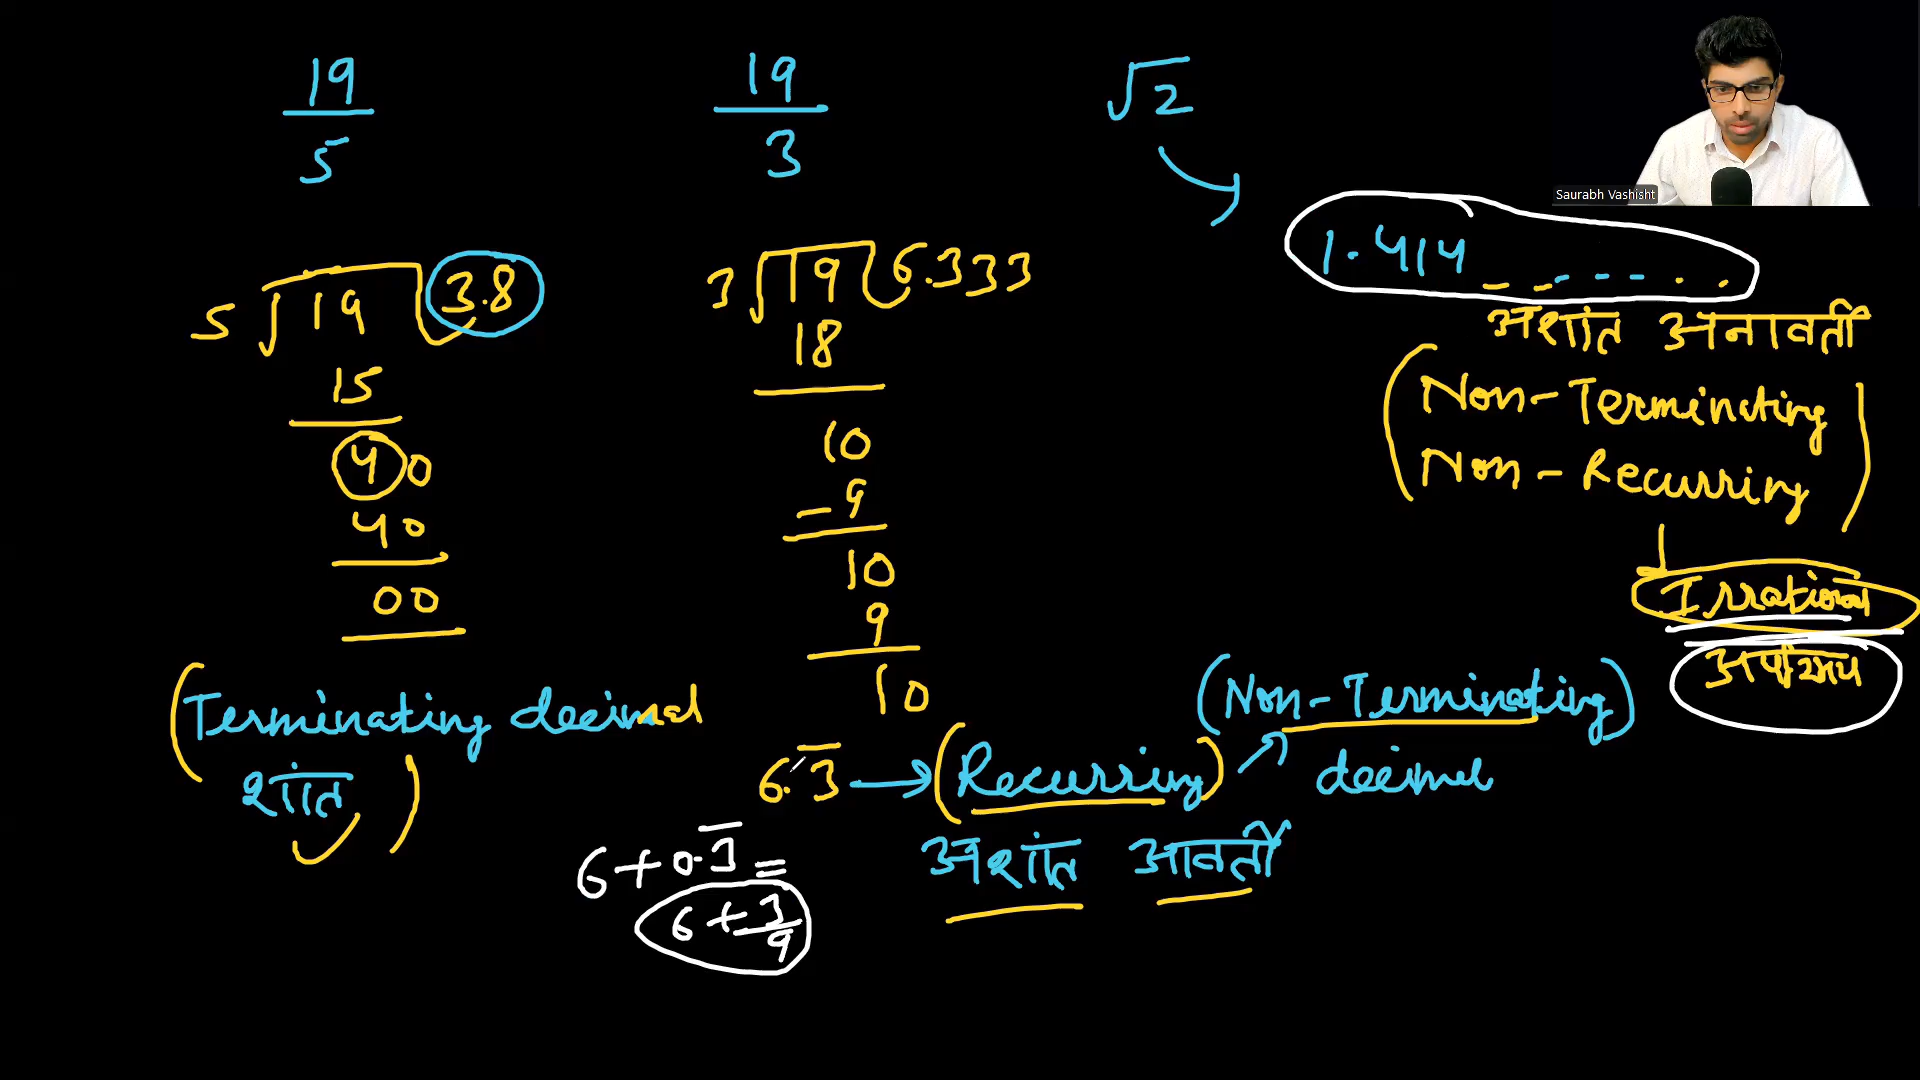 19
5
19
3
√2
Saurabh Vashisht
1.414 _ _ . - - - . .
अशांत अनावर्ती
(Non-Terminating
Non-Recurring)
Irrational
5 √19 3.8
15
40
40
00
(Terminating decimal
शांत)
3 √19 6.333
18
10
- 9
10
9
10
6.3̅ → (Recurring) → (Non-Terminating)
decimal
अशांत आवर्ती
6+0.3̅ =
6 + 3/9